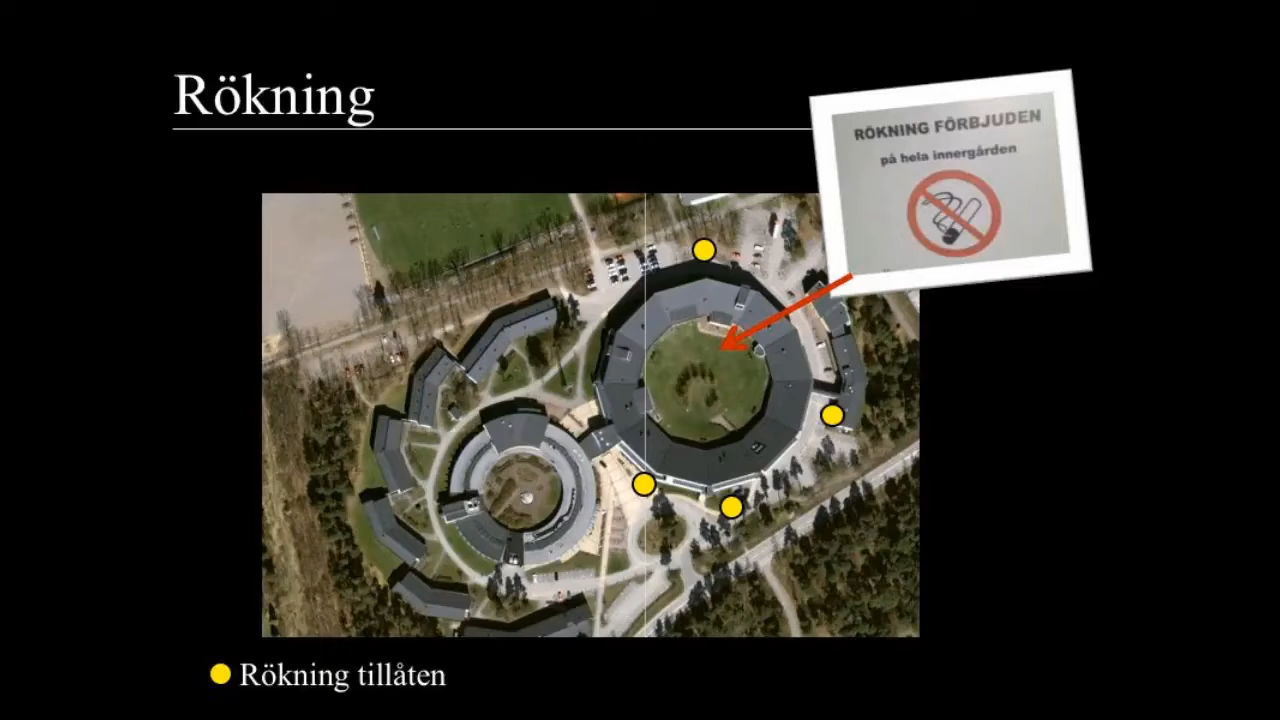 Rökning
RÖKNING FÖRBJUDEN
på hela innergården
Rökning tillåten